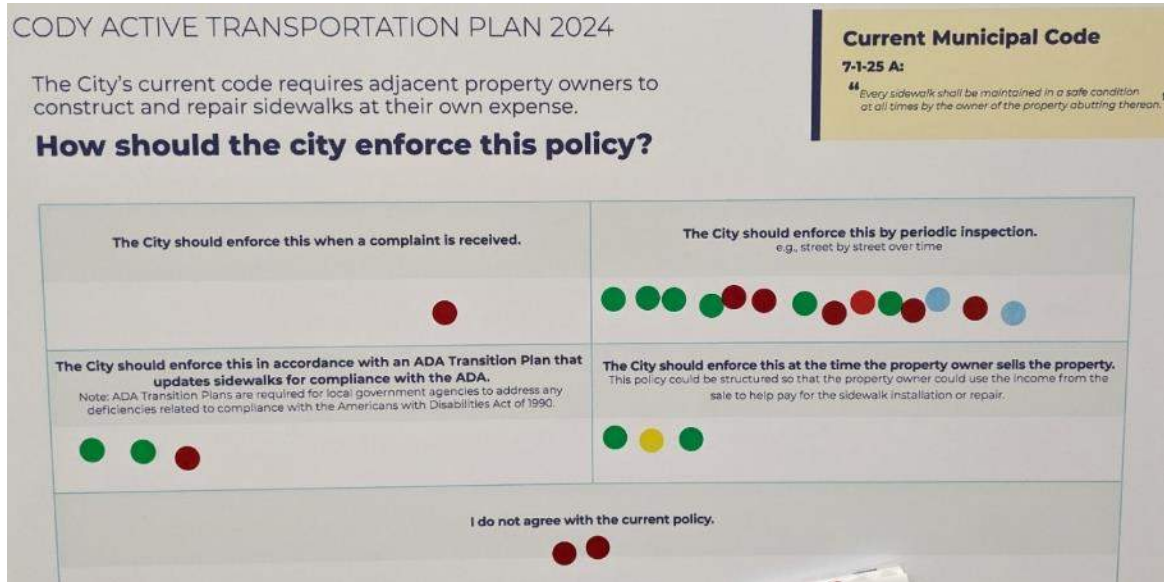 CODY ACTIVE TRANSPORTATION PLAN 2024
The City's current code requires adjacent property owners to
construct and repair sidewalks at their own expense.
How should the city enforce this policy?
Current Municipal Code
7-1-25 A:
“Every sidewalk shall be maintained in a safe condition
at all times by the owner of the property abutting thereon.
The City should enforce this when a complaint is received.
The City should enforce this by periodic inspection.
e.g., street by street over time
The City should enforce this in accordance with an ADA Transition Plan that
updates sidewalks for compliance with the ADA.
Note: ADA Transition Plans are required for local government agencies to address any
deficiencies related to compliance with the Americans with Disabilities Act of 1990.
The City should enforce this at the time the property owner sells the property.
This policy could be structured so that the property owner could use the income from the
sale to help pay for the sidewalk installation or repair.
I do not agree with the current policy.